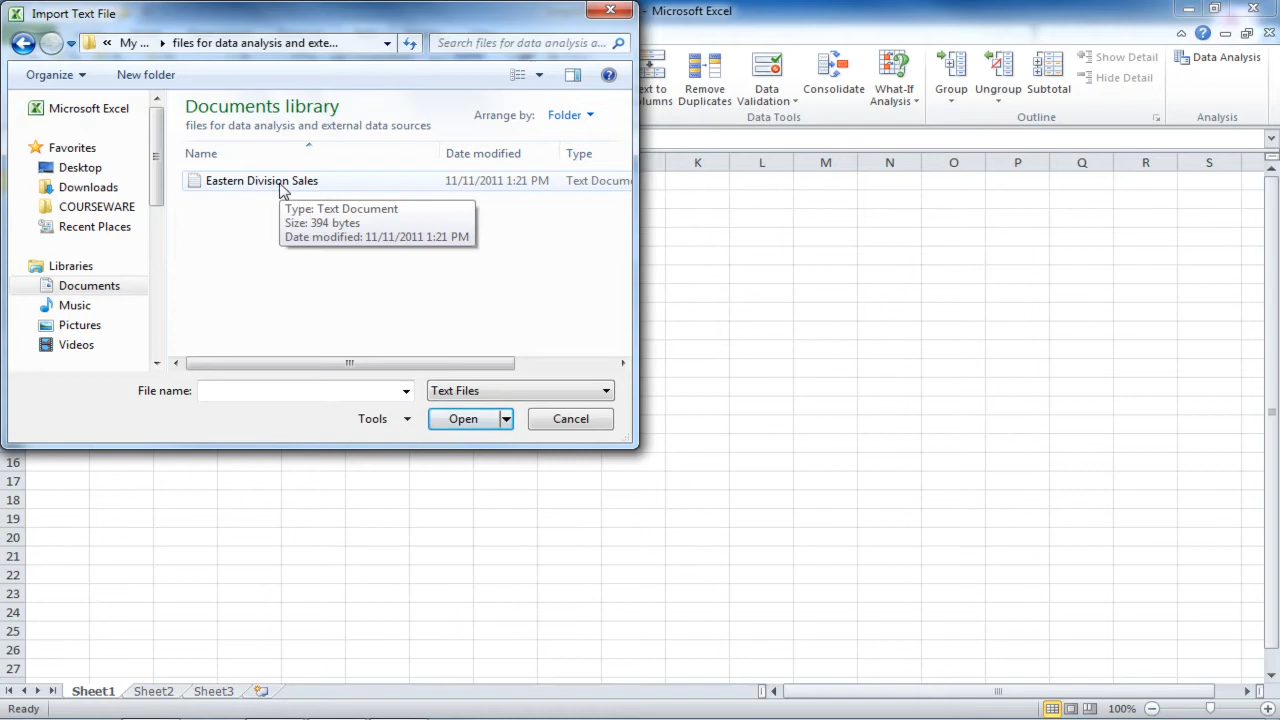 Import Text File
- Microsoft Excel
« My ... files for data analysis and exte...
Search files for data analysis a...
Organize
New folder
Microsoft Excel
Favorites
Desktop
Downloads
COURSEWARE
Recent Places
Libraries
Documents
Music
Pictures
Videos
Documents library
files for data analysis and external data sources
Arrange by: Folder
Name Date modified Type
Eastern Division Sales 11/11/2011 1:21 PM Text Docume
Type: Text Document
Size: 394 bytes
Date modified: 11/11/2011 1:21 PM
File name:
Text Files
Tools
Open
Cancel
ext to
lumns
Remove
Duplicates
Data
Validation
Consolidate
What-If
Analysis
Data Tools
Group
Ungroup
Subtotal
Show Detail
Hide Detail
Outline
Data Analysis
Analysis
K L M N O P Q R S
16
17
18
19
20
21
22
23
24
25
26
27
Sheet1 Sheet2 Sheet3
Ready
100%